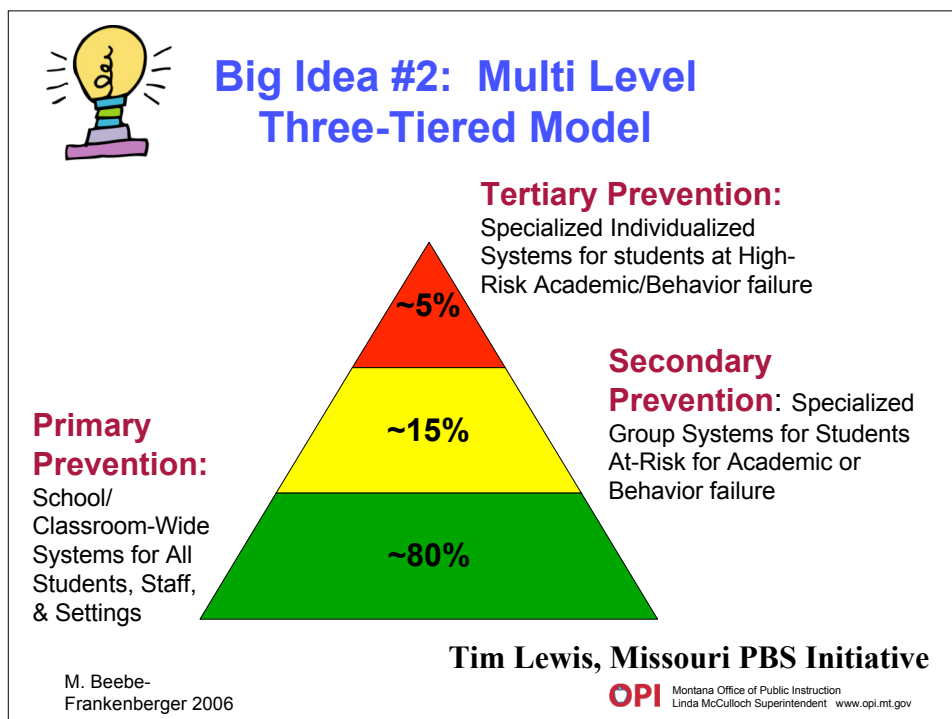 Big Idea #2:  Multi Level
Three-Tiered Model
Tertiary Prevention:
Specialized Individualized
Systems for students at High-
Risk Academic/Behavior failure
~5%
Secondary
Prevention: Specialized
Group Systems for Students
At-Risk for Academic or
Behavior failure
~15%
Primary
Prevention:
School/
Classroom-Wide
Systems for All
Students, Staff,
& Settings
~80%
Tim Lewis, Missouri PBS Initiative
M. Beebe-
Frankenberger 2006
OPI
Montana Office of Public Instruction
Linda McCulloch Superintendent  www.opi.mt.gov